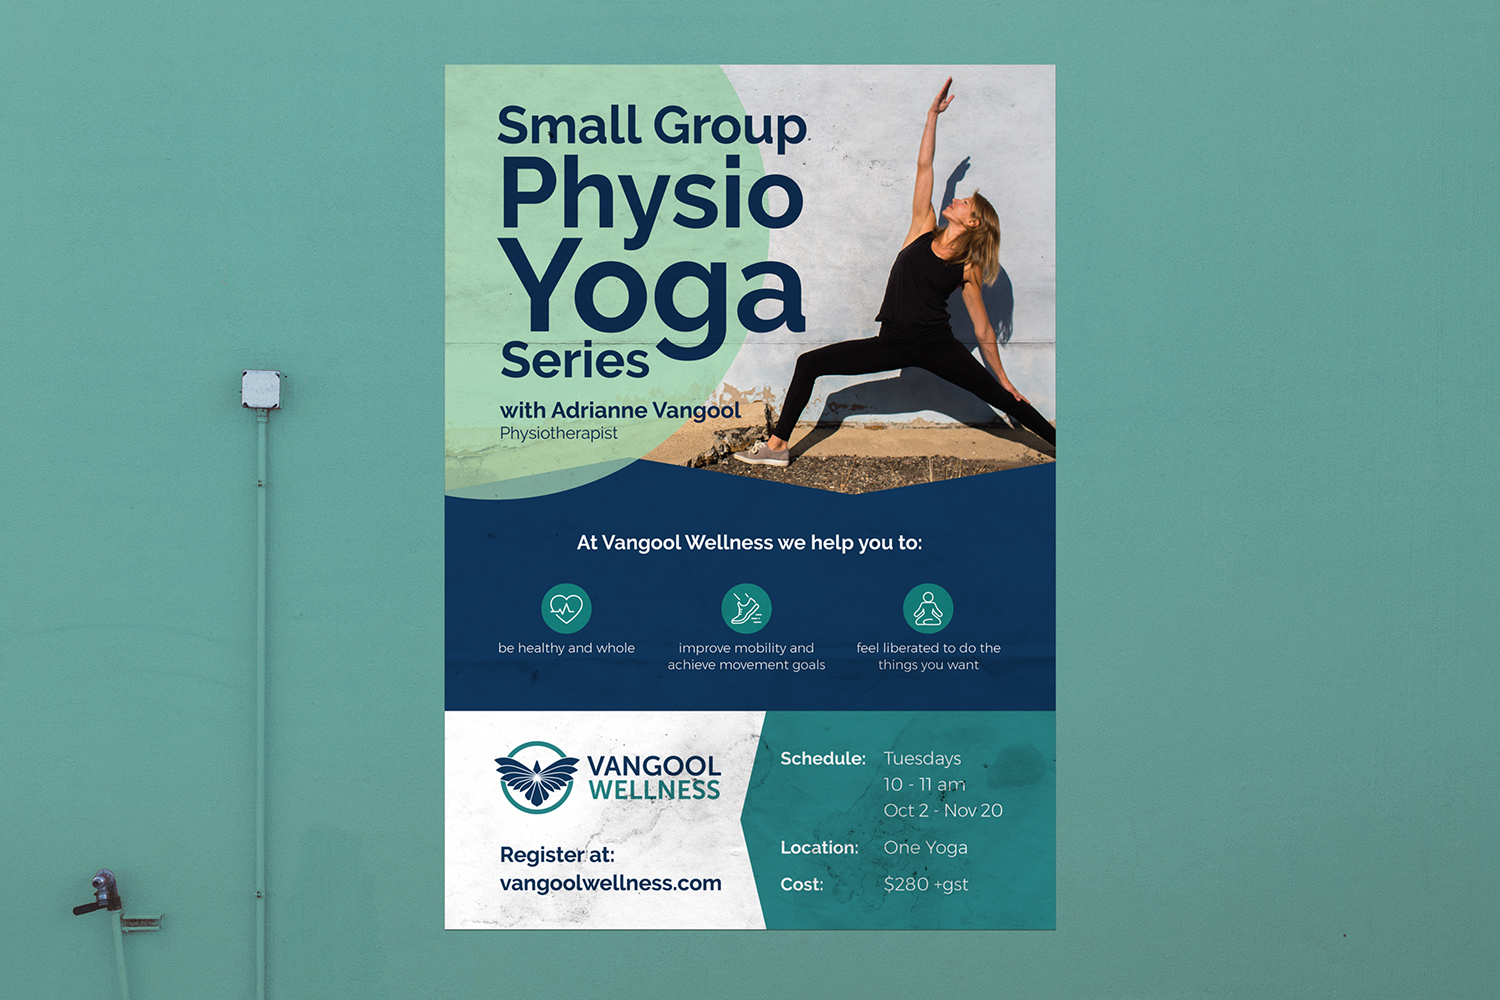 Small Group
Physio
Yoga
Series
with Adrianne Vangool
Physiotherapist
At Vangool Wellness we help you to:
be healthy and whole
improve mobility and
achieve movement goals
feel liberated to do the
things you want
VANGOOL
WELLNESS
Register at:
vangoolwellness.com
Schedule: Tuesdays
10 - 11 am
Oct 2 - Nov 20
Location: One Yoga
Cost: $280 +gst